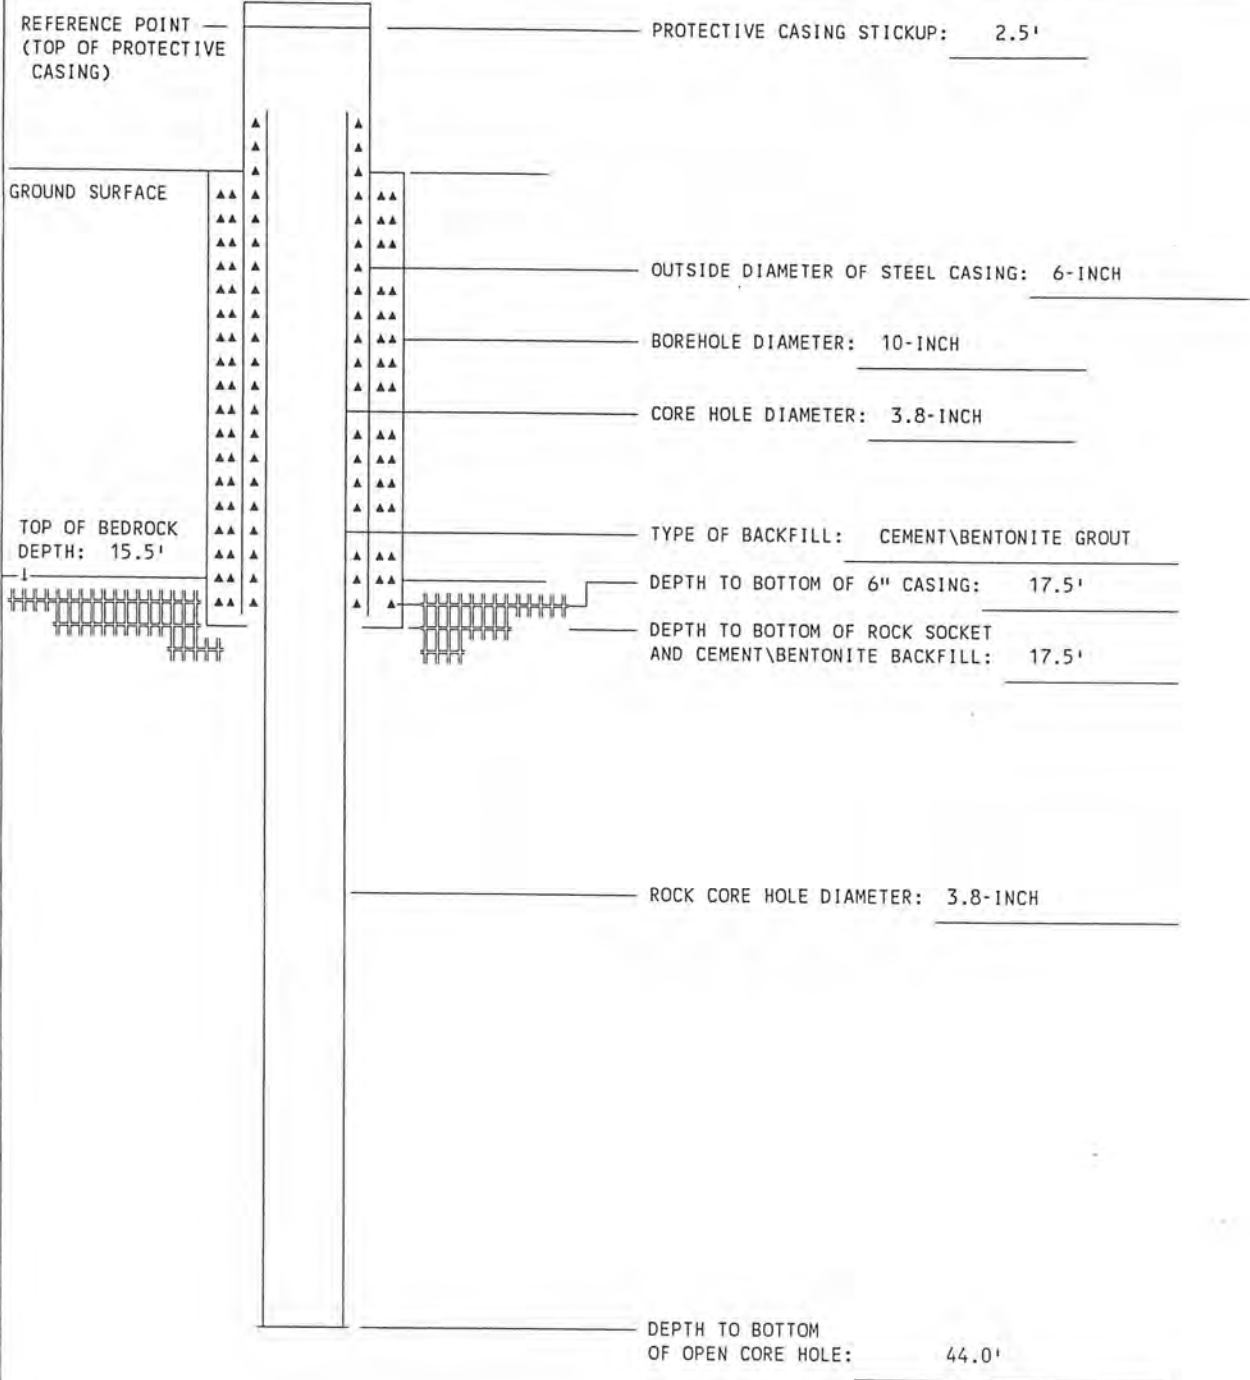 REFERENCE POINT
(TOP OF PROTECTIVE
CASING)
PROTECTIVE CASING STICKUP: 2.5'
GROUND SURFACE
OUTSIDE DIAMETER OF STEEL CASING: 6-INCH
BOREHOLE DIAMETER: 10-INCH
CORE HOLE DIAMETER: 3.8-INCH
TOP OF BEDROCK
DEPTH: 15.5'
TYPE OF BACKFILL: CEMENT\BENTONITE GROUT
DEPTH TO BOTTOM OF 6" CASING: 17.5'
DEPTH TO BOTTOM OF ROCK SOCKET
AND CEMENT\BENTONITE BACKFILL: 17.5'
ROCK CORE HOLE DIAMETER: 3.8-INCH
DEPTH TO BOTTOM
OF OPEN CORE HOLE: 44.0'